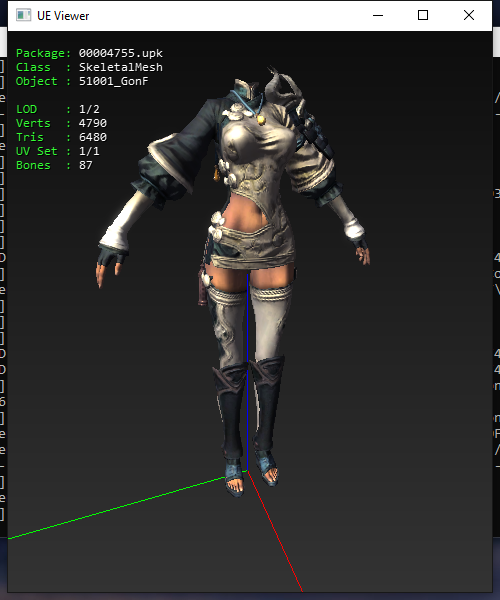 UE Viewer
Package: 00004755.upk
Class : SkeletalMesh
Object : 51001_GonF
LOD : 1/2
Verts : 4790
Tris : 6480
UV Set : 1/1
Bones : 87